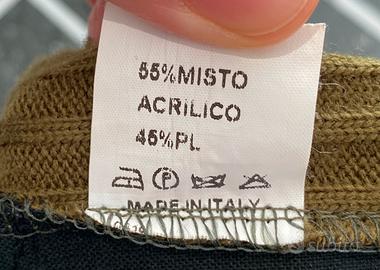 55%MISTO
ACRILICO
45%PL
P
MADE IN ITALY